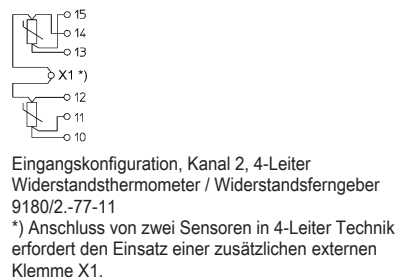 15
14
13
X1 *)
12
11
10
Eingangskonfiguration, Kanal 2, 4-Leiter
Widerstandsthermometer / Widerstandsferngeber
9180/2.-77-11
*) Anschluss von zwei Sensoren in 4-Leiter Technik
erfordert den Einsatz einer zusätzlichen externen
Klemme X1.